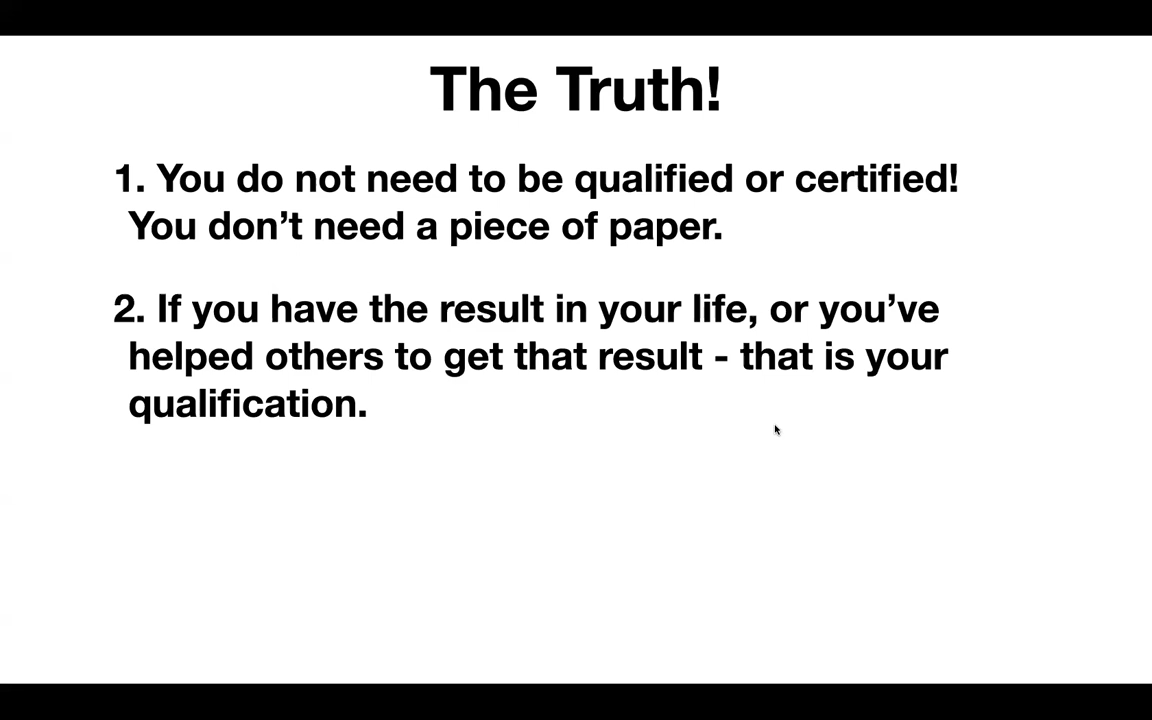 The Truth!
1. You do not need to be qualified or certified!
You don’t need a piece of paper.
2. If you have the result in your life, or you’ve
helped others to get that result - that is your
qualification.